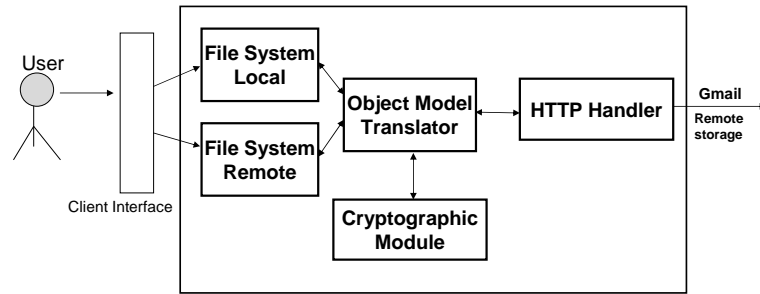 User
Client Interface
File System
Local
File System
Remote
Object Model
Translator
Cryptographic
Module
HTTP Handler
Gmail
Remote
storage